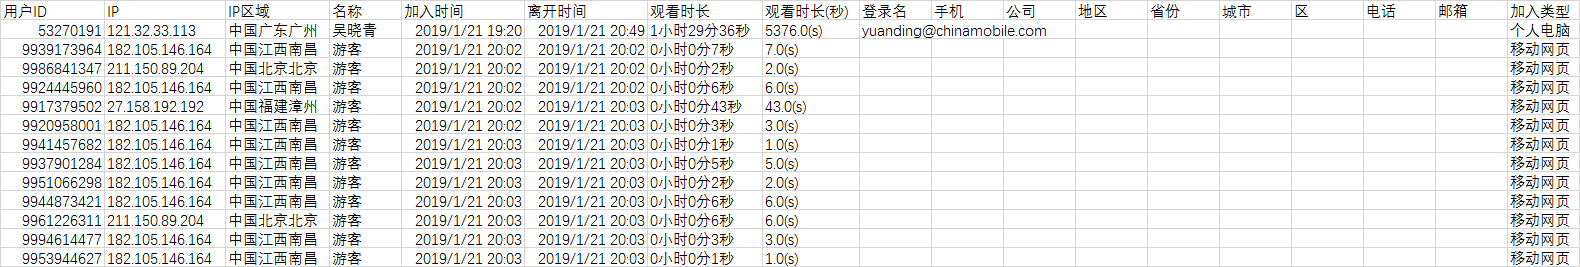 用户ID IP IP区域 名称 加入时间 离开时间 观看时长 观看时长(秒) 登录名 手机 公司 地区 省份 城市 区 电话 邮箱 加入类型
53270191 121.32.33.113 中国广东广州 吴晓青 2019/1/21 19:20 2019/1/21 20:49 1小时29分36秒 5376.0(s) yuanding@chinamobile.com 个人电脑
9939173964 182.105.146.164 中国江西南昌 游客 2019/1/21 20:02 2019/1/21 20:02 0小时0分7秒 7.0(s) 移动网页
9986841347 211.150.89.204 中国北京北京 游客 2019/1/21 20:02 2019/1/21 20:02 0小时0分2秒 2.0(s) 移动网页
9924445960 182.105.146.164 中国江西南昌 游客 2019/1/21 20:02 2019/1/21 20:02 0小时0分6秒 6.0(s) 移动网页
9917379502 27.158.192.192 中国福建漳州 游客 2019/1/21 20:02 2019/1/21 20:03 0小时0分43秒 43.0(s) 移动网页
9920958001 182.105.146.164 中国江西南昌 游客 2019/1/21 20:02 2019/1/21 20:03 0小时0分3秒 3.0(s) 移动网页
9941457682 182.105.146.164 中国江西南昌 游客 2019/1/21 20:03 2019/1/21 20:03 0小时0分1秒 1.0(s) 移动网页
9937901284 182.105.146.164 中国江西南昌 游客 2019/1/21 20:03 2019/1/21 20:03 0小时0分5秒 5.0(s) 移动网页
9951066298 182.105.146.164 中国江西南昌 游客 2019/1/21 20:03 2019/1/21 20:03 0小时0分2秒 2.0(s) 移动网页
9944873421 182.105.146.164 中国江西南昌 游客 2019/1/21 20:03 2019/1/21 20:03 0小时0分6秒 6.0(s) 移动网页
9961226311 211.150.89.204 中国北京北京 游客 2019/1/21 20:03 2019/1/21 20:03 0小时0分6秒 6.0(s) 移动网页
9994614477 182.105.146.164 中国江西南昌 游客 2019/1/21 20:03 2019/1/21 20:03 0小时0分3秒 3.0(s) 移动网页
9953944627 182.105.146.164 中国江西南昌 游客 2019/1/21 20:03 2019/1/21 20:03 0小时0分1秒 1.0(s) 移动网页